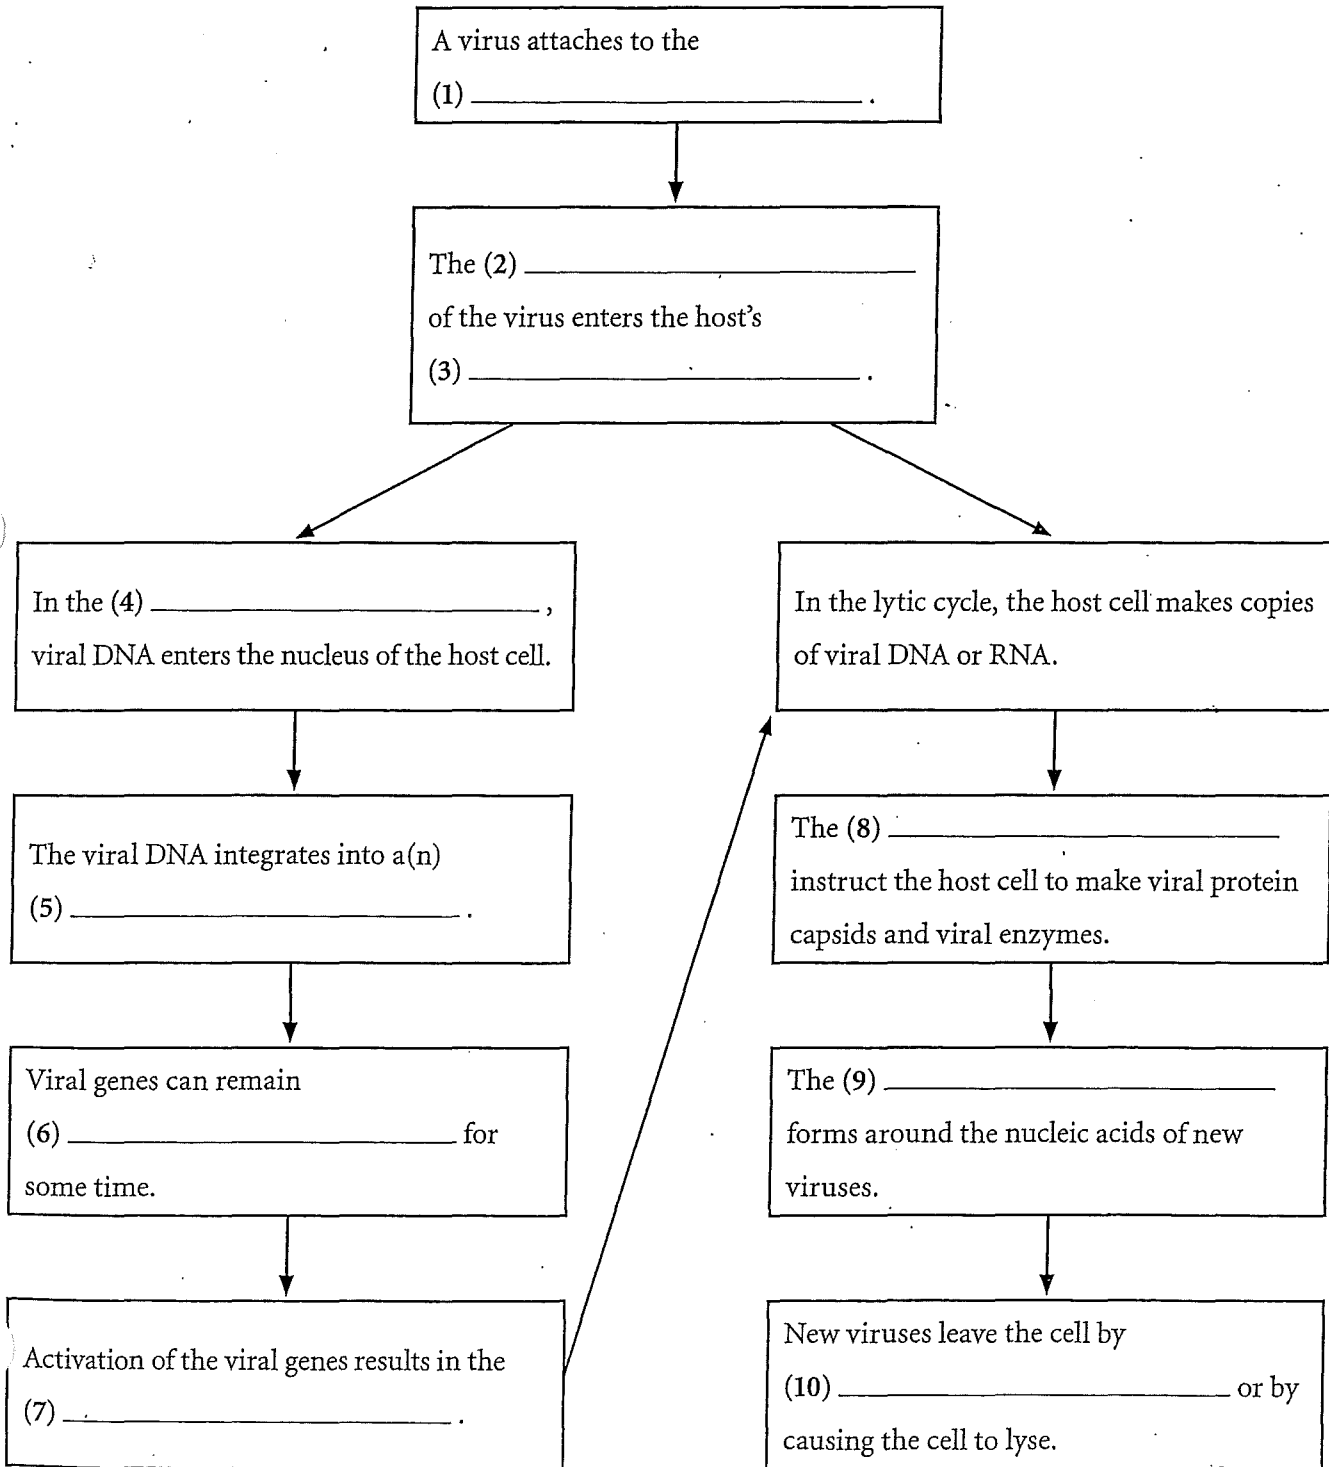 A virus attaches to the
(1) ______________________ .
The (2) ______________________
of the virus enters the host's
(3) ______________________ .
In the (4) ______________________ ,
viral DNA enters the nucleus of the host cell.
The viral DNA integrates into a(n)
(5) ______________________ .
Viral genes can remain
(6) ______________________ for
some time.
Activation of the viral genes results in the
(7) ______________________ .
In the lytic cycle, the host cell makes copies
of viral DNA or RNA.
The (8) ______________________
instruct the host cell to make viral protein
capsids and viral enzymes.
The (9) ______________________
forms around the nucleic acids of new
viruses.
New viruses leave the cell by
(10) ______________________ or by
causing the cell to lyse.